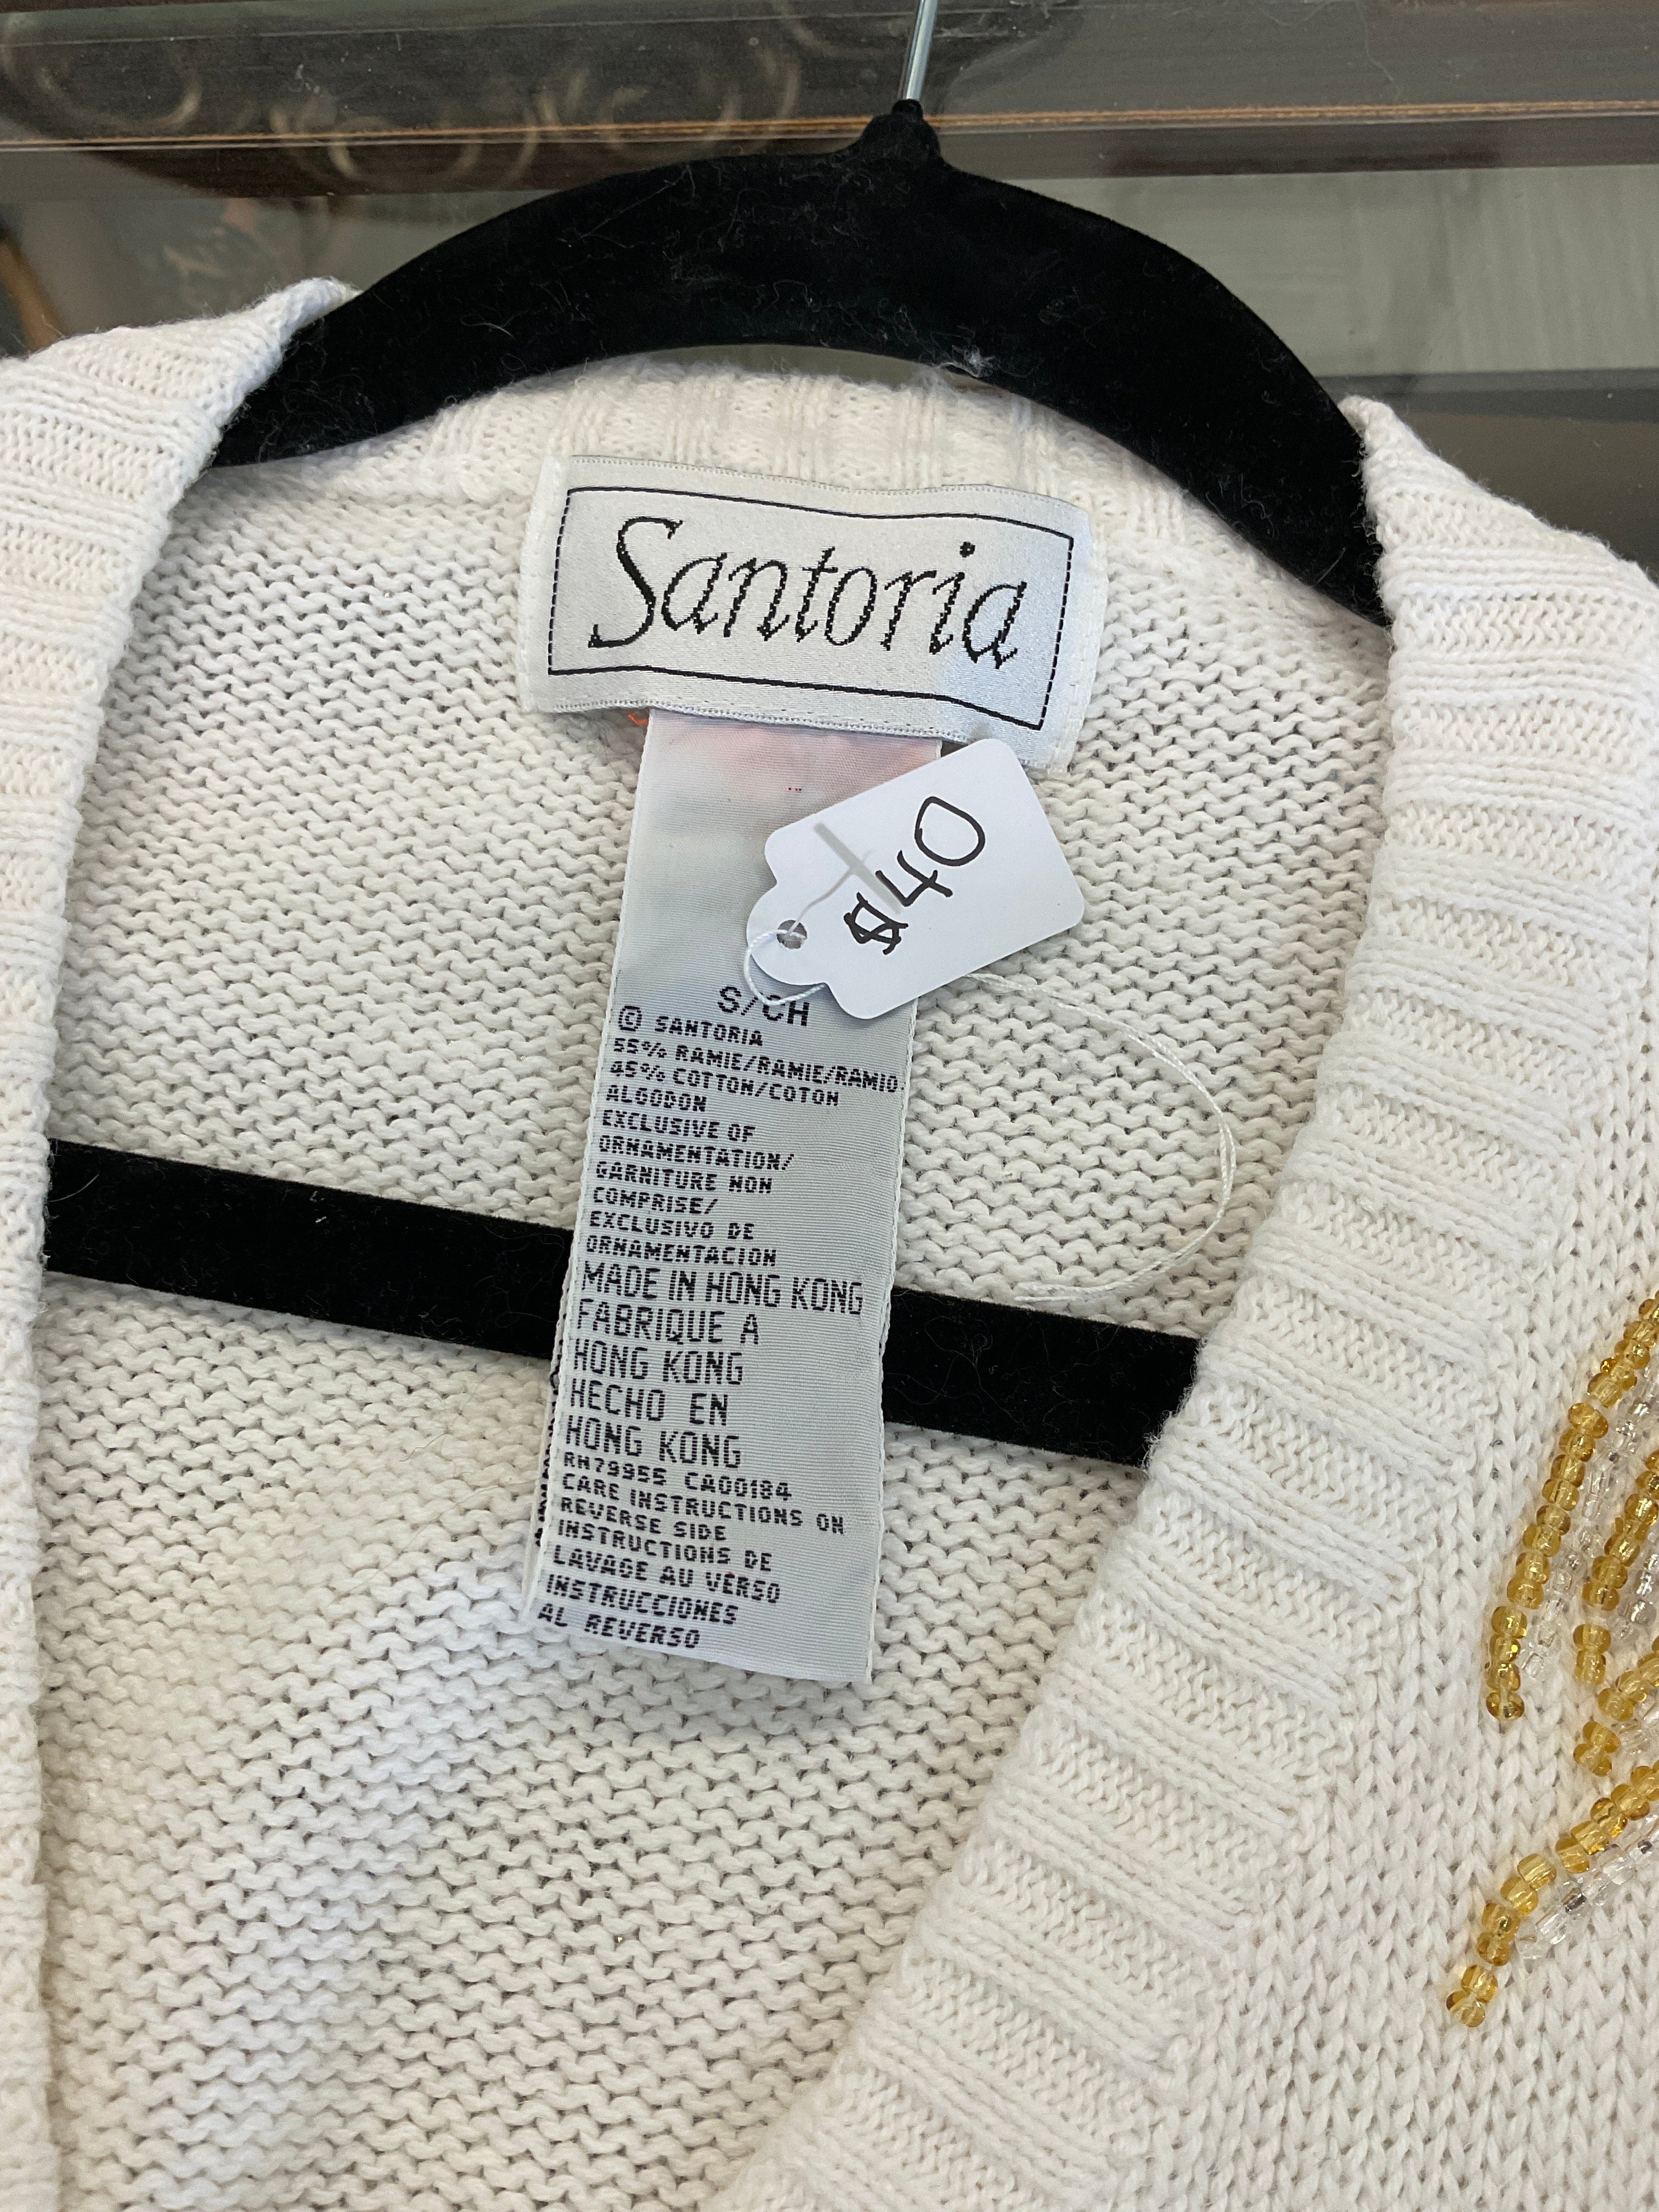 Santoria
$40
S/CH
© SANTORIA
55% RAMIE/RAMIE/RAMIO
45% COTTON/COTON
ALGODON
EXCLUSIVE OF
ORNAMENTATION/
GARNITURE NON
COMPRISE/
EXCLUSIVO DE
ORNAMENTACION
MADE IN HONG KONG
FABRIQUE A
HONG KONG
HECHO EN
HONG KONG
RN79955 CA00184
CARE INSTRUCTIONS ON
REVERSE SIDE
INSTRUCTIONS DE
LAVAGE AU VERSO
INSTRUCCIONES
AL REVERSO